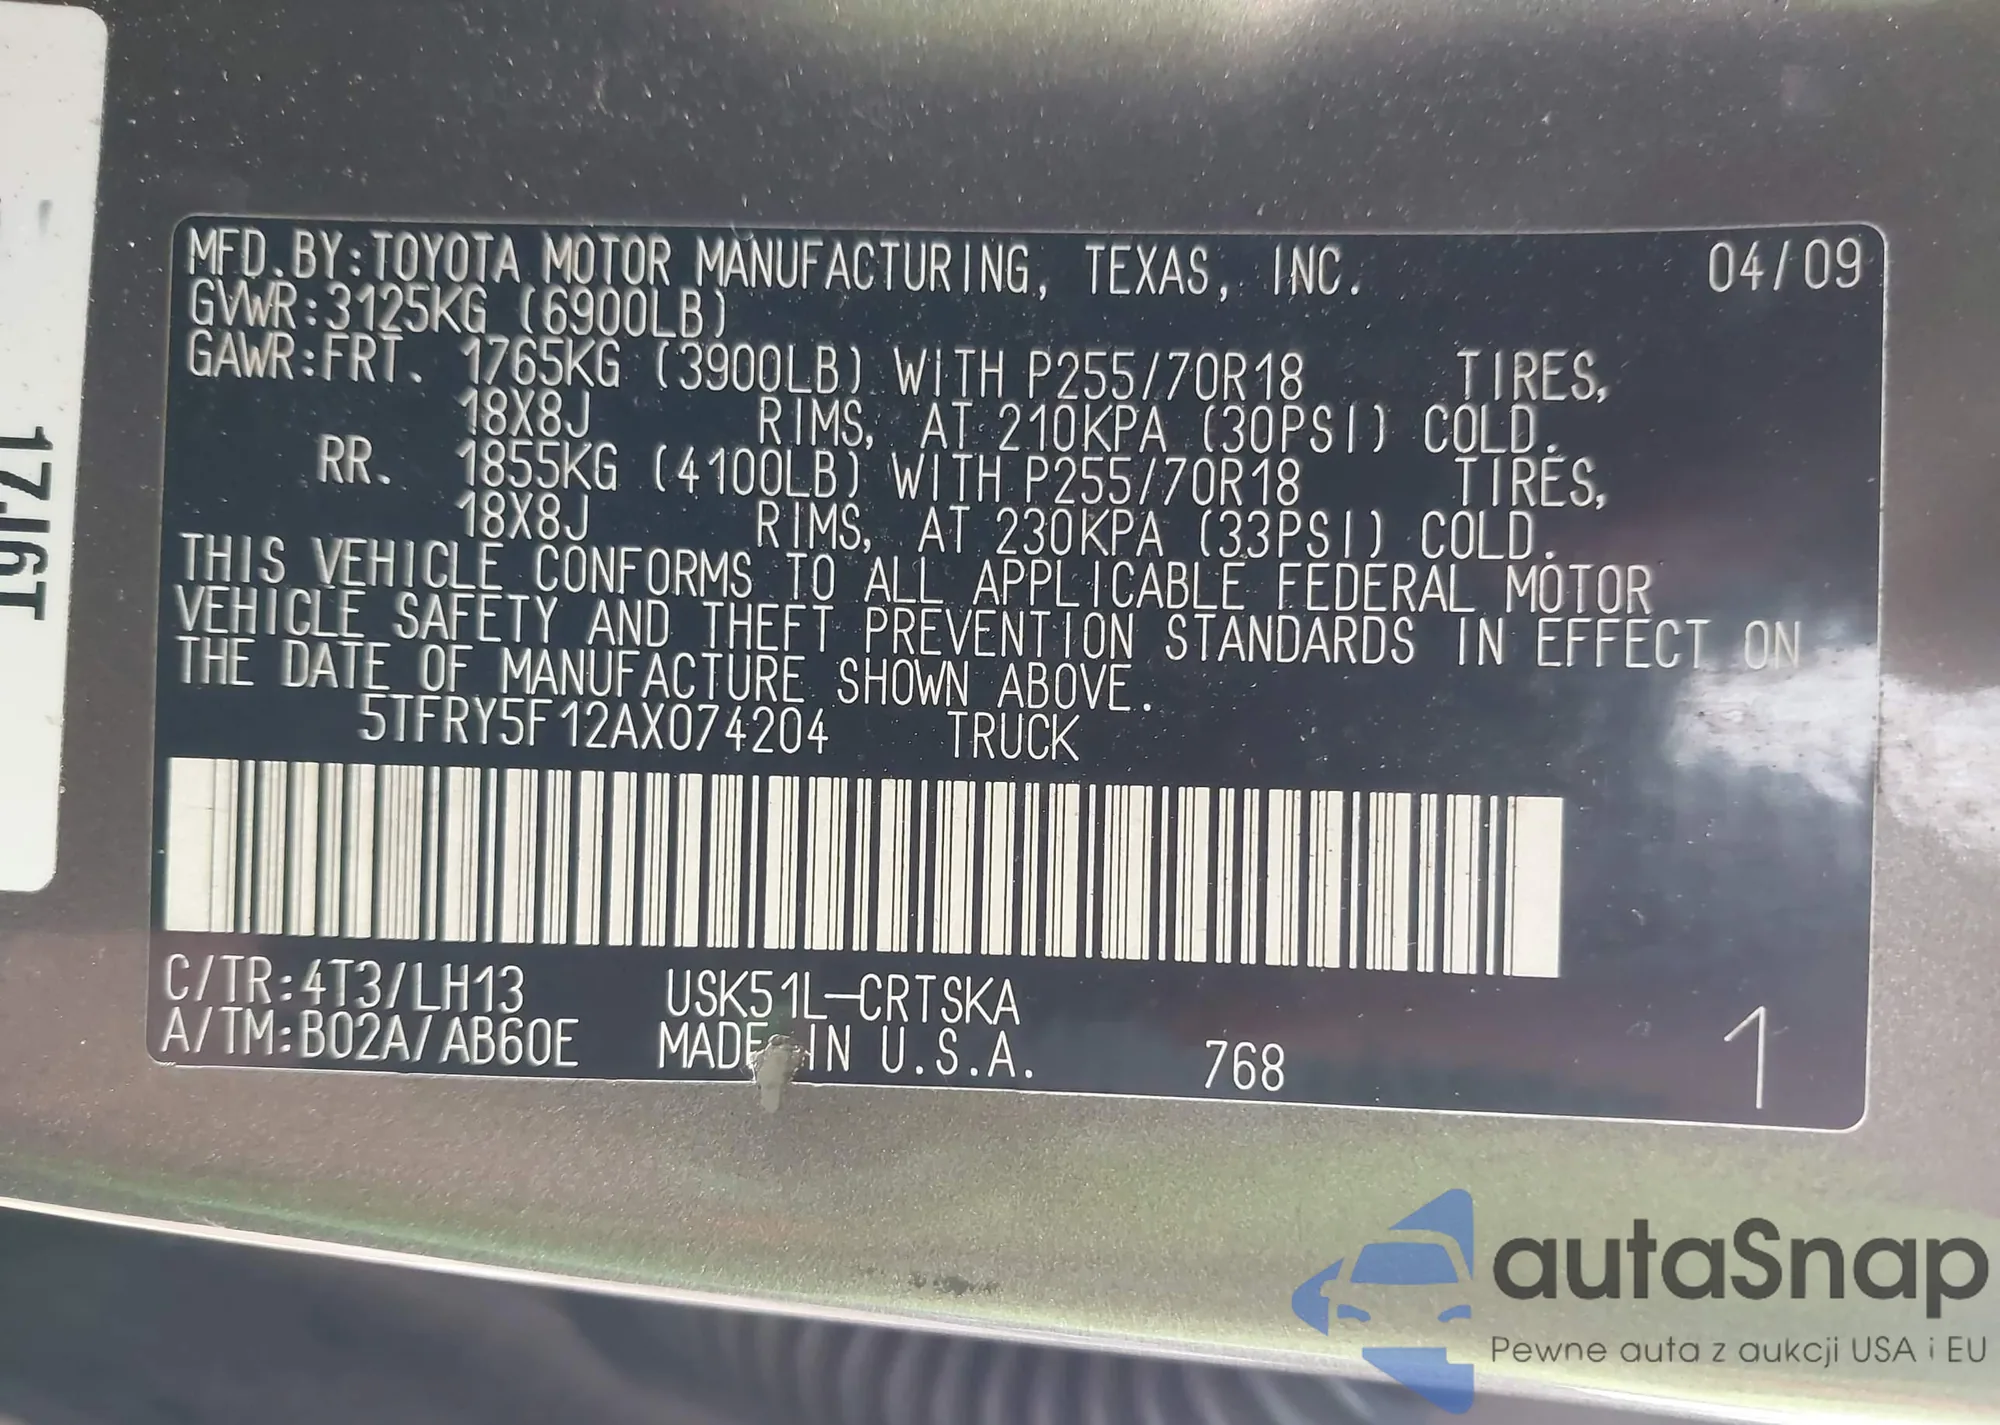 MFD.BY:TOYOTA MOTOR MANUFACTURING, TEXAS, INC. 04/09
GVWR:3125KG (6900LB)
GAWR:FRT. 1765KG (3900LB) WITH P255/70R18 TIRES,
18X8J RIMS, AT 210KPA (30PSI) COLD.
RR. 1855KG (4100LB) WITH P255/70R18 TIRES,
18X8J RIMS, AT 230KPA (33PSI) COLD.
THIS VEHICLE CONFORMS TO ALL APPLICABLE FEDERAL MOTOR
VEHICLE SAFETY AND THEFT PREVENTION STANDARDS IN EFFECT ON
THE DATE OF MANUFACTURE SHOWN ABOVE.
5TFRY5F12AX074204 TRUCK
C/TR:4T3/LH13 USK51L-CRTSKA
A/TM:B02A/AB60E MADE IN U.S.A. 768 1
autaSnap
Pewne auta z aukcji USA i EU